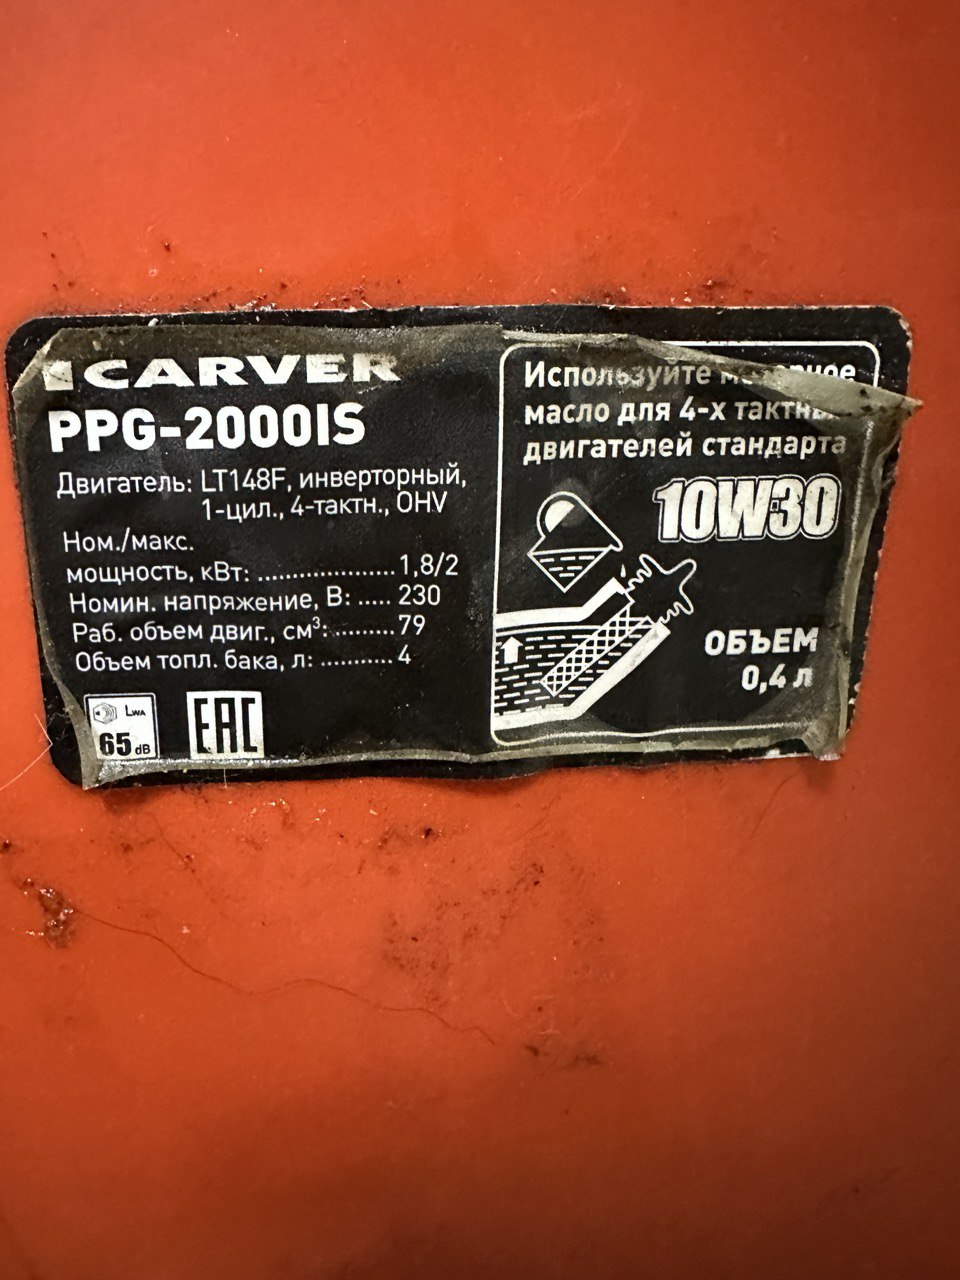 CARVER
PPG-2000IS
Двигатель: LT148F, инверторный,
1-цил., 4-тактн., OHV
Ном./макс.
мощность, кВт: ................... 1,8/2
Номин. напряжение, В: ..... 230
Раб. объем двиг., см³: .......... 79
Объем топл. бака, л: ........... 4
LWA
65 dB
EAC
Используйте
масло для 4-х
двигателей стандарта
10W30
ОБЪЕМ
0,4 л